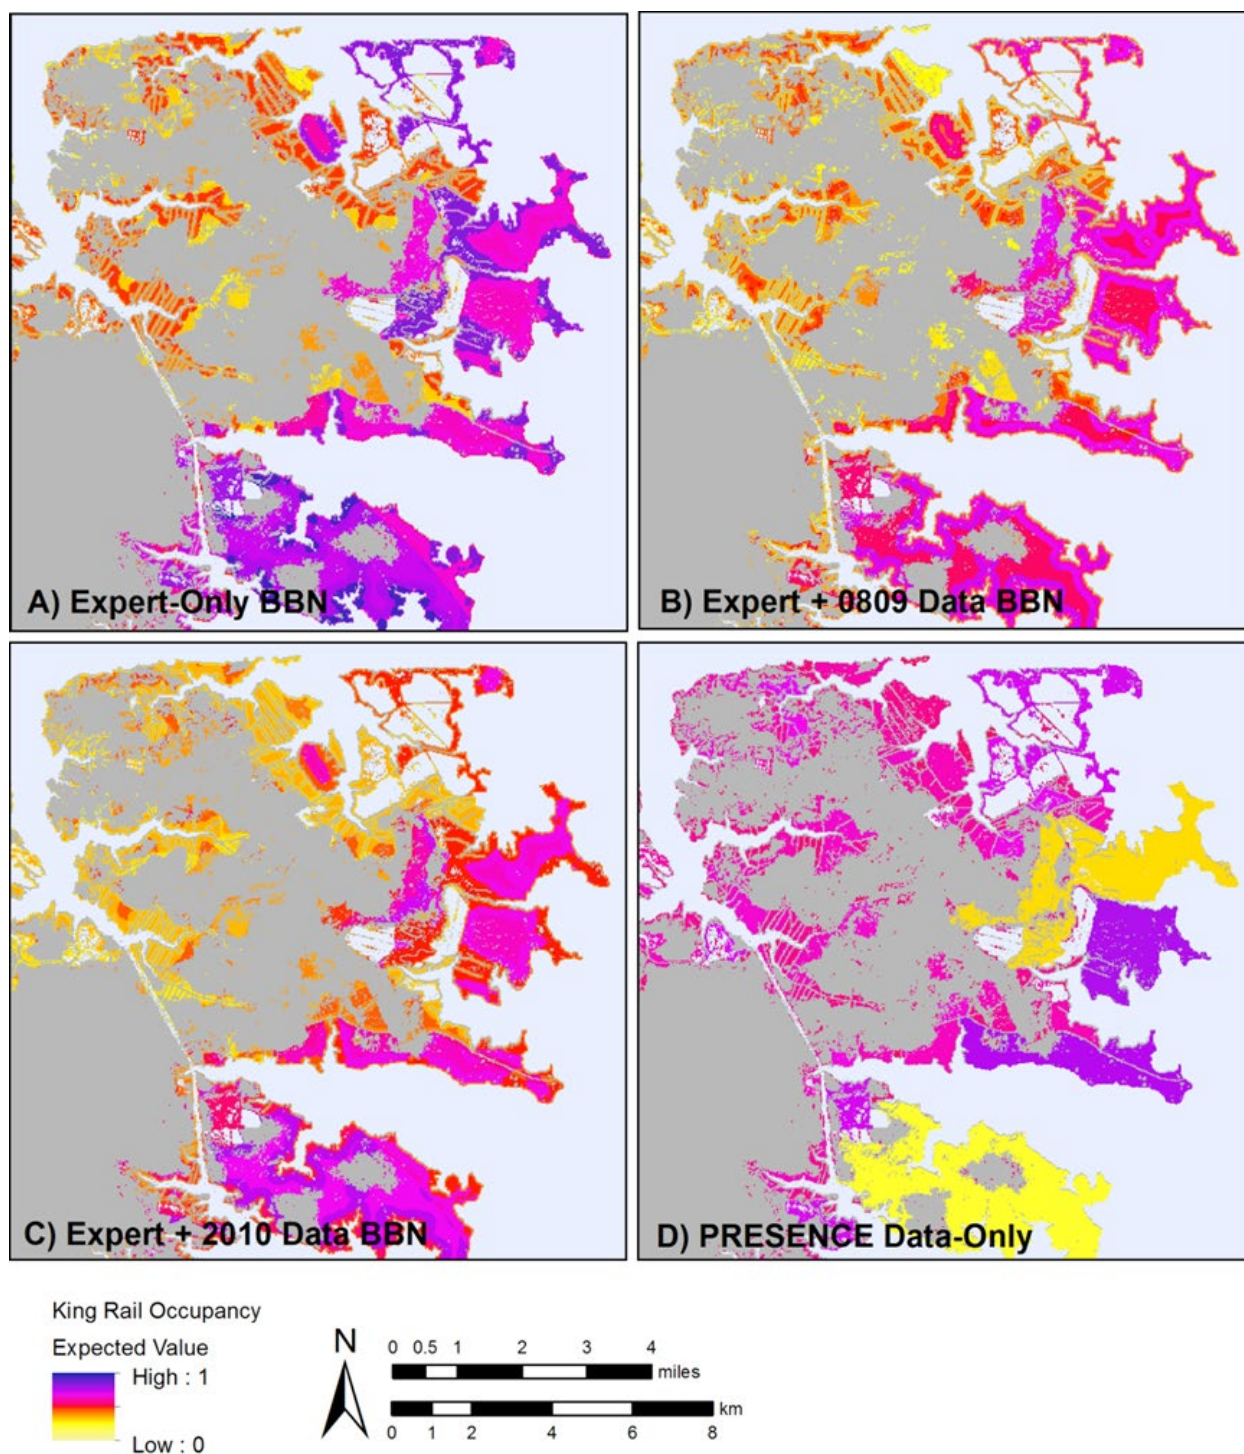 A) Expert-Only BBN
B) Expert + 0809 Data BBN
C) Expert + 2010 Data BBN
D) PRESENCE Data-Only
King Rail Occupancy
Expected Value
High : 1
Low : 0
N
0 0.5 1 2 3 4
miles
km
0 1 2 4 6 8